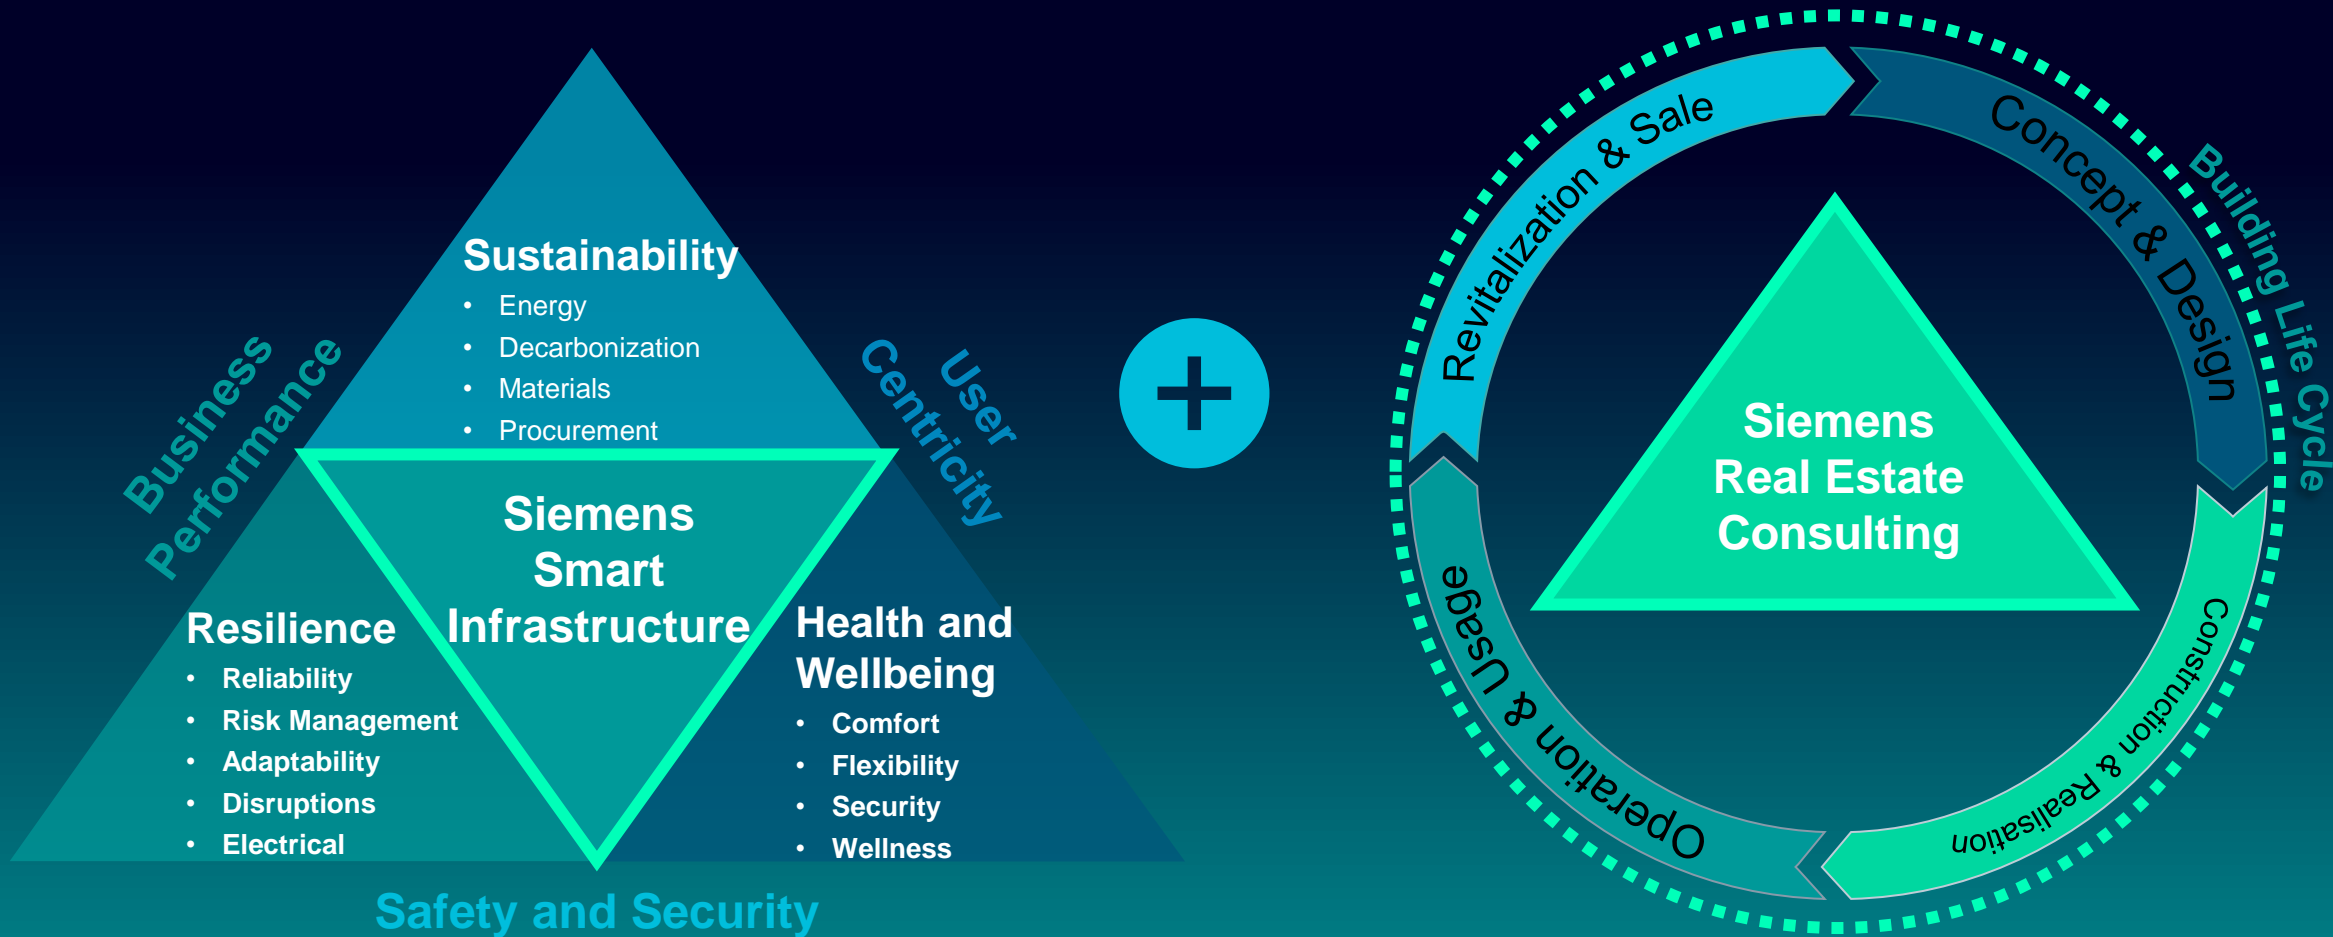 Sustainability
• Energy
• Decarbonization
• Materials
• Procurement
Business
Performance
User
Centricity
Siemens
Smart
Infrastructure
Resilience
• Reliability
• Risk Management
• Adaptability
• Disruptions
• Electrical
Health and
Wellbeing
• Comfort
• Flexibility
• Security
• Wellness
Safety and Security
+
Revitalization & Sale
Concept & Design
Building Life Cycle
Siemens
Real Estate
Consulting
Construction & Realisation
Operation & Usage